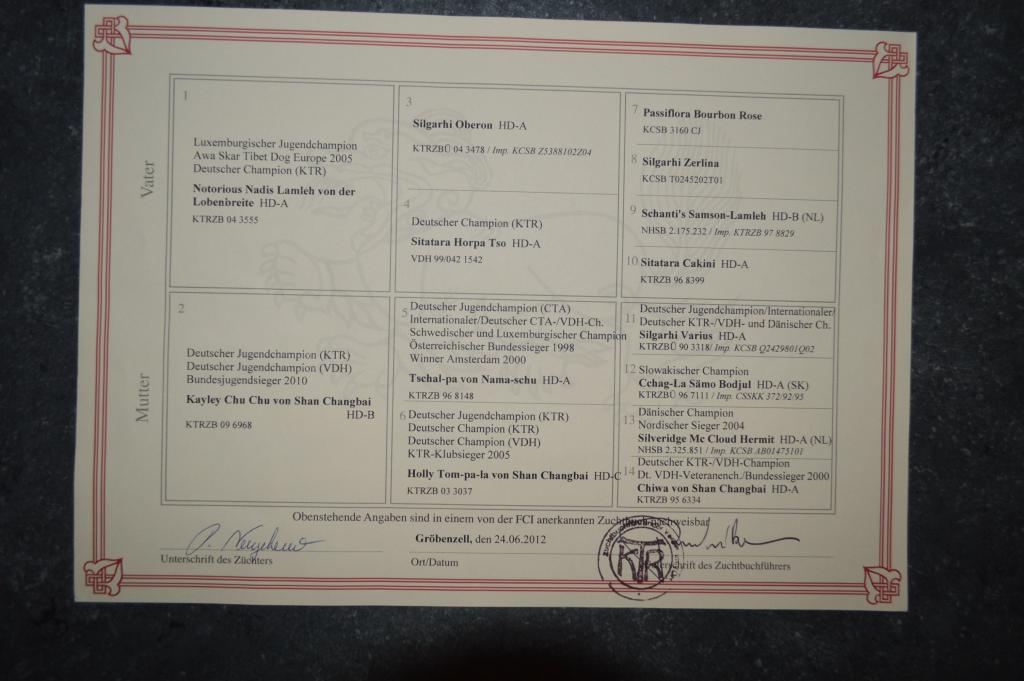 Vater
1
Luxemburgischer Jugendchampion
Awa Skar Tibet Dog Europe 2005
Deutscher Champion (KTR)
Notorious Nadis Lamleh von der
Lobenbreite HD-A
KTRZB 04 3555
3
Silgarhi Oberon HD-A
KTRZBÜ 04 3478 / Imp. KCSB Z5388102Z04
4
Deutscher Champion (KTR)
Sitatara Horpa Tso HD-A
VDH 99/042 1542
7 Passiflora Bourbon Rose
KCSB 3160 CJ
8 Silgarhi Zerlina
KCSB T0245202T01
9 Schanti's Samson-Lamleh HD-B (NL)
NHSB 2.175.232 / Imp. KTRZB 97 8829
10 Sitatara Cakini HD-A
KTRZB 96 8399
Mutter
2
Deutscher Jugendchampion (KTR)
Deutscher Jugendchampion (VDH)
Bundesjugendsieger 2010
Kayley Chu Chu von Shan Changbai
HD-B
KTRZB 09 6968
5 Deutscher Jugendchampion (CTA)
Internationaler/Deutscher CTA-/VDH-Ch.
Schwedischer und Luxemburgischer Champion
Österreichischer Bundessieger 1998
Winner Amsterdam 2000
Tschal-pa von Nama-schu HD-A
KTRZB 96 8148
6 Deutscher Jugendchampion (KTR)
Deutscher Champion (KTR)
Deutscher Champion (VDH)
KTR-Klubsieger 2005
Holly Tom-pa-la von Shan Changbai HD-C
KTRZB 03 3037
11 Deutscher Jugendchampion/Internationaler/
Deutscher KTR-/VDH- und Dänischer Ch.
Silgarhi Varius HD-A
KTRZBÜ 90 3318/ Imp. KCSB Q2429801Q02
12 Slowakischer Champion
Cchag-La Sämo Bodjul HD-A (SK)
KTRZBÜ 96 7111 / Imp. CSSKK 372/92/95
13 Dänischer Champion
Nordischer Sieger 2004
Silveridge Mc Cloud Hermit HD-A (NL)
NHSB 2.325.851 / Imp. KCSB AB01475101
14 Deutscher KTR-/VDH-Champion
Dt. VDH-Veteranench./Bundessieger 2000
Chiwa von Shan Changbai HD-A
KTRZB 95 6334
Obenstehende Angaben sind in einem von der FCI anerkannten Zuchtbuch nachweisbar
Gröbenzell, den 24.06.2012
Unterschrift des Züchters
Ort/Datum
KTR
Unterschrift des Zuchtbuchführers